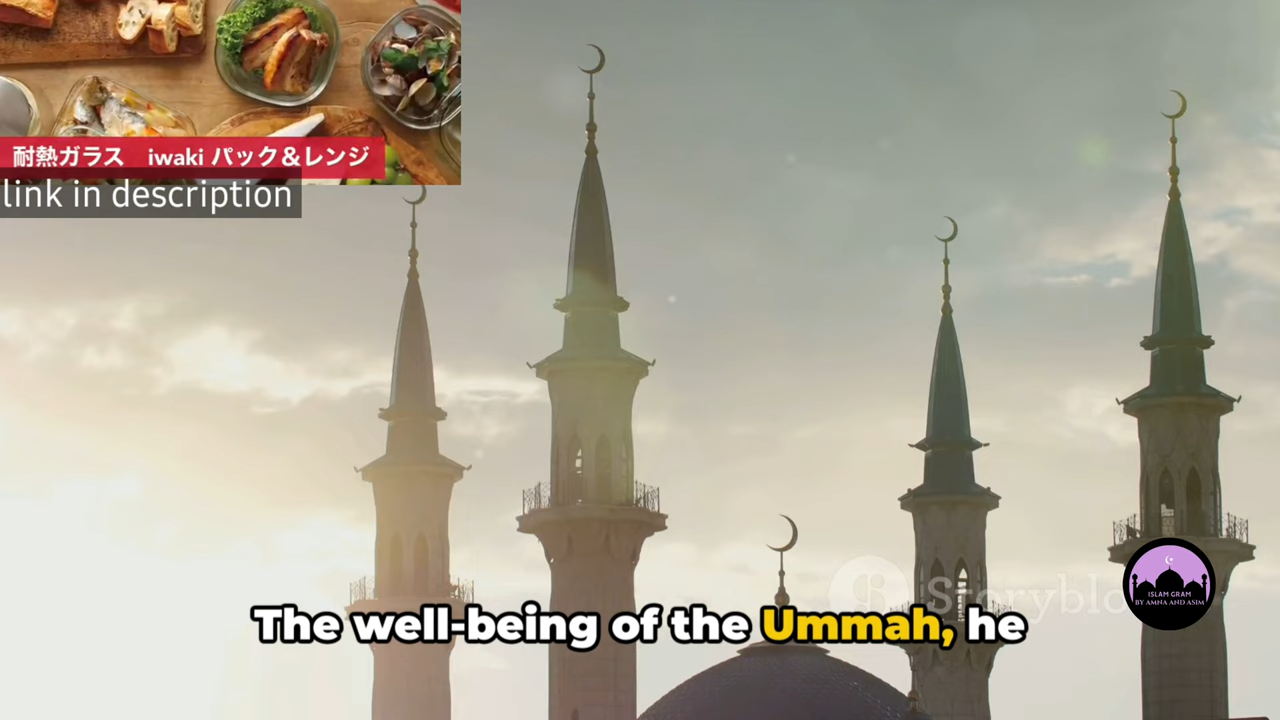 耐熱ガラス iwaki パック＆レンジ
link in description
Storyblo
The well-being of the Ummah, he
ISLAM GRAM
BY AMNA AND ASIM